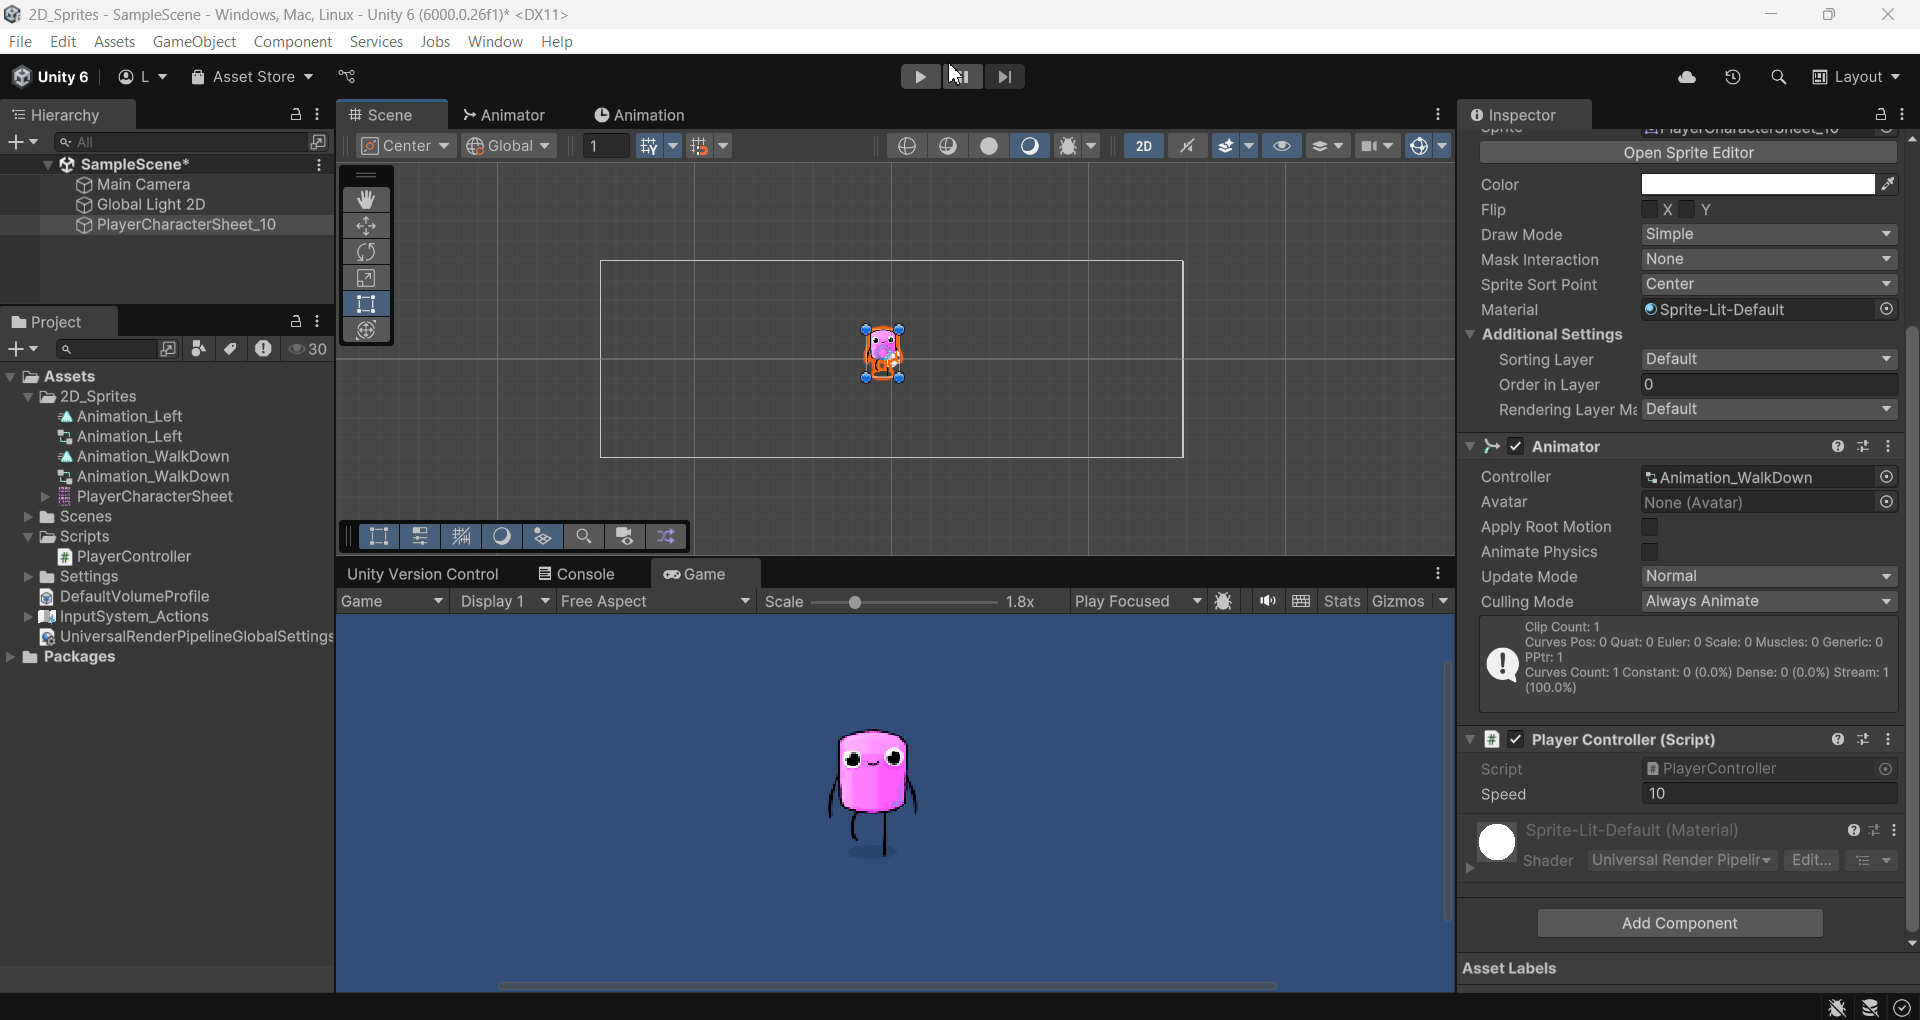 2D_Sprites - SampleScene - Windows, Mac, Linux - Unity 6 (6000.0.26f1)* <DX11>
File Edit Assets GameObject Component Services Jobs Window Help
Unity 6 L Asset Store Layout
Hierarchy
All
SampleScene*
Main Camera
Global Light 2D
PlayerCharacterSheet_10
Project
30
Assets
2D_Sprites
Animation_Left
Animation_Left
Animation_WalkDown
Animation_WalkDown
PlayerCharacterSheet
Scenes
Scripts
PlayerController
Settings
DefaultVolumeProfile
InputSystem_Actions
UniversalRenderPipelineGlobalSettings
Packages
Scene Animator Animation
Center Global 1 2D
Unity Version Control Console Game
Game Display 1 Free Aspect Scale 1.8x Play Focused Stats Gizmos
Inspector
Sprite PlayerCharacterSheet_10
Open Sprite Editor
Color
Flip X Y
Draw Mode Simple
Mask Interaction None
Sprite Sort Point Center
Material Sprite-Lit-Default
Additional Settings
Sorting Layer Default
Order in Layer 0
Rendering Layer Ma Default
Animator
Controller Animation_WalkDown
Avatar None (Avatar)
Apply Root Motion
Animate Physics
Update Mode Normal
Culling Mode Always Animate
Clip Count: 1
Curves Pos: 0 Quat: 0 Euler: 0 Scale: 0 Muscles: 0 Generic: 0
PPtr: 1
Curves Count: 1 Constant: 0 (0.0%) Dense: 0 (0.0%) Stream: 1
(100.0%)
Player Controller (Script)
Script PlayerController
Speed 10
Sprite-Lit-Default (Material)
Shader Universal Render Pipelir Edit...
Add Component
Asset Labels